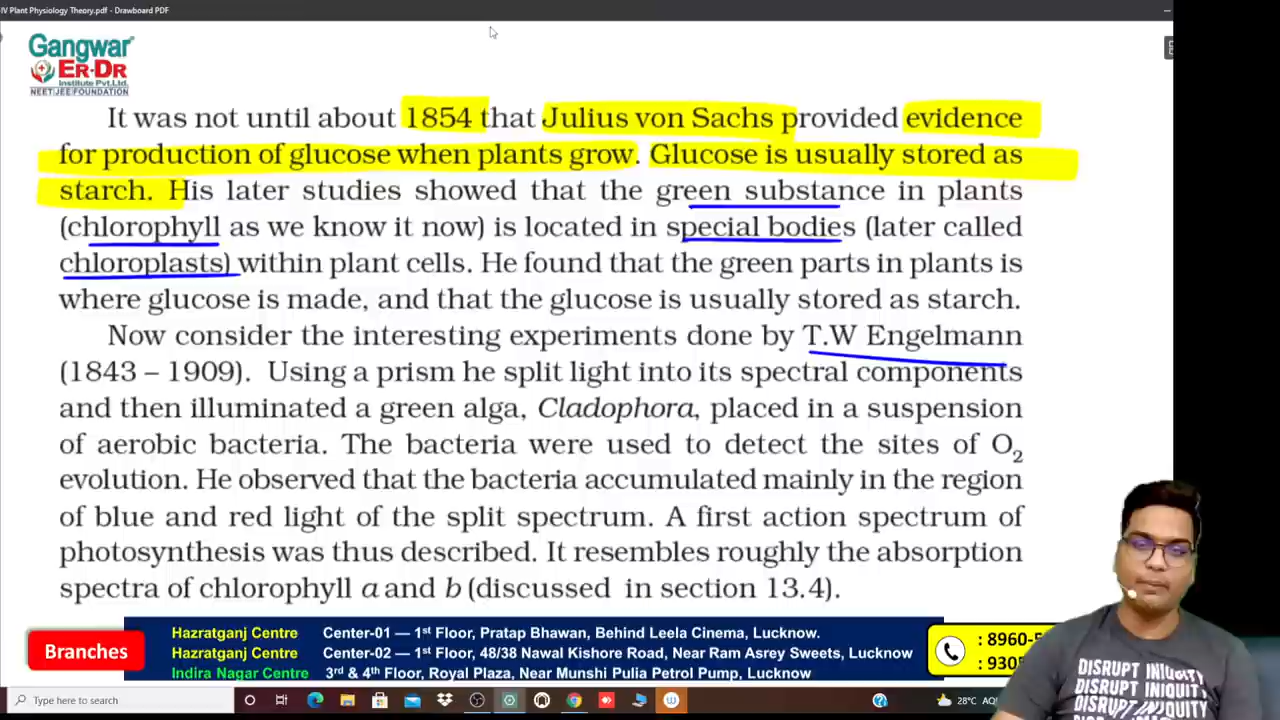 IV Plant Physiology Theory.pdf - Drawboard PDF
Gangwar
ER-DR
Institute Pvt.Ltd.
NEET|JEE|FOUNDATION
It was not until about 1854 that Julius von Sachs provided evidence
for production of glucose when plants grow. Glucose is usually stored as
starch. His later studies showed that the green substance in plants
(chlorophyll as we know it now) is located in special bodies (later called
chloroplasts) within plant cells. He found that the green parts in plants is
where glucose is made, and that the glucose is usually stored as starch.
Now consider the interesting experiments done by T.W Engelmann
(1843 – 1909). Using a prism he split light into its spectral components
and then illuminated a green alga, Cladophora, placed in a suspension
of aerobic bacteria. The bacteria were used to detect the sites of O2
evolution. He observed that the bacteria accumulated mainly in the region
of blue and red light of the split spectrum. A first action spectrum of
photosynthesis was thus described. It resembles roughly the absorption
spectra of chlorophyll a and b (discussed in section 13.4).
Branches
Hazratganj Centre Center-01 — 1st Floor, Pratap Bhawan, Behind Leela Cinema, Lucknow.
Hazratganj Centre Center-02 — 1st Floor, 48/38 Nawal Kishore Road, Near Ram Asrey Sweets, Lucknow
Indira Nagar Centre 3rd & 4th Floor, Royal Plaza, Near Munshi Pulia Petrol Pump, Lucknow
: 8960-5
: 930
DISRUPT INIQUITY
DISRUPT INIQUITY
DISRUPT INIQUITY
Type here to search
28°C AQ